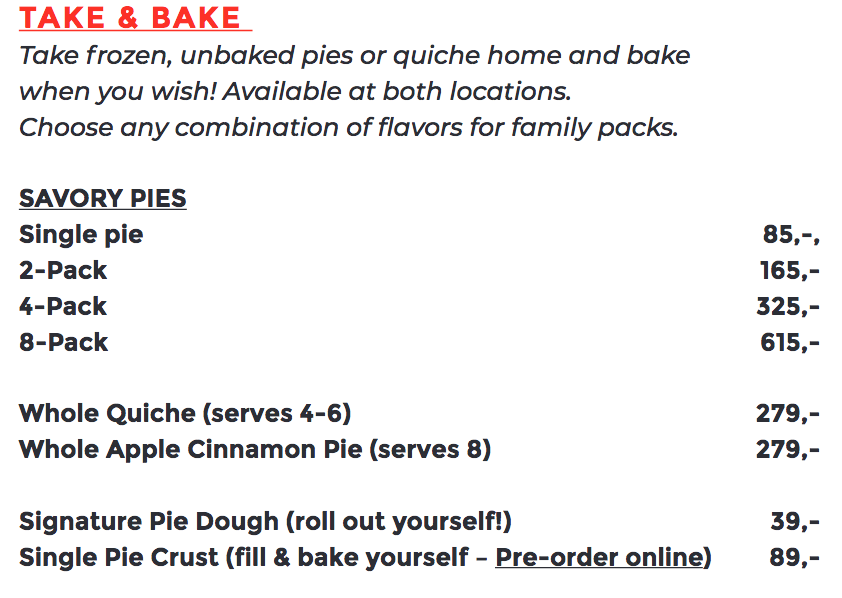 TAKE & BAKE
Take frozen, unbaked pies or quiche home and bake
when you wish! Available at both locations.
Choose any combination of flavors for family packs.
SAVORY PIES
Single pie 85,-,
2-Pack 165,-
4-Pack 325,-
8-Pack 615,-
Whole Quiche (serves 4-6) 279,-
Whole Apple Cinnamon Pie (serves 8) 279,-
Signature Pie Dough (roll out yourself!) 39,-
Single Pie Crust (fill & bake yourself – Pre-order online) 89,-